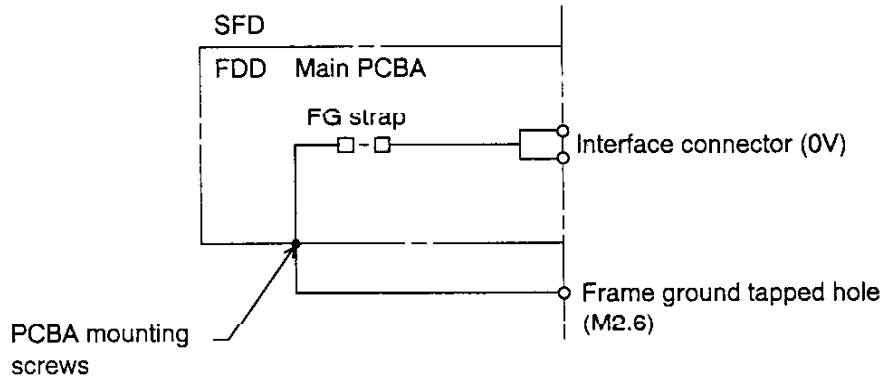 SFD
FDD Main PCBA
FG strap
Interface connector (0V)
Frame ground tapped hole
(M2.6)
PCBA mounting
screws